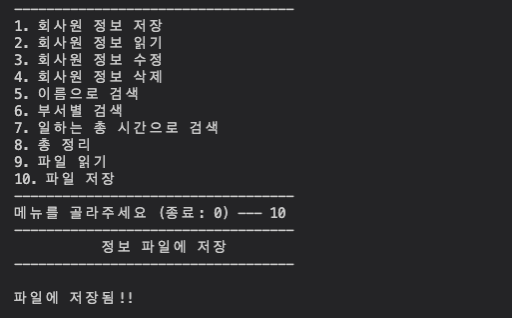 -----------------------------------
1. 회사원 정보 저장
2. 회사원 정보 읽기
3. 회사원 정보 수정
4. 회사원 정보 삭제
5. 이름으로 검색
6. 부서별 검색
7. 일하는 총 시간으로 검색
8. 총 정리
9. 파일 읽기
10. 파일 저장
-----------------------------------
메뉴를 골라주세요 (종료: 0) --- 10
-----------------------------------
정보 파일에 저장
-----------------------------------
파일에 저장됨!!